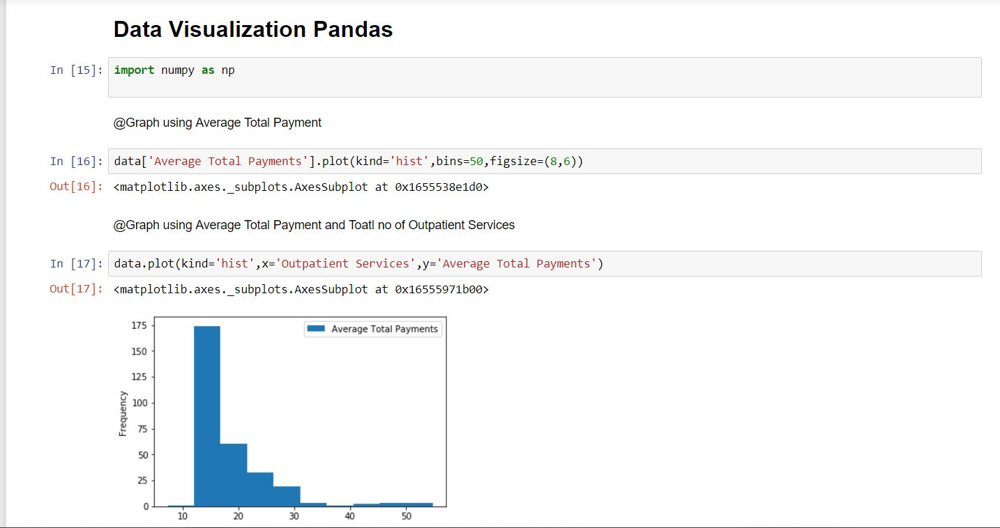 Data Visualization Pandas
In [15]: import numpy as np
@Graph using Average Total Payment
In [16]: data['Average Total Payments'].plot(kind='hist',bins=50,figsize=(8,6))
Out[16]: <matplotlib.axes._subplots.AxesSubplot at 0x1655538e1d0>
@Graph using Average Total Payment and Toatl no of Outpatient Services
In [17]: data.plot(kind='hist',x='Outpatient Services',y='Average Total Payments')
Out[17]: <matplotlib.axes._subplots.AxesSubplot at 0x16555971b00>
Average Total Payments
Frequency
175
150
125
100
75
50
25
0
10 20 30 40 50